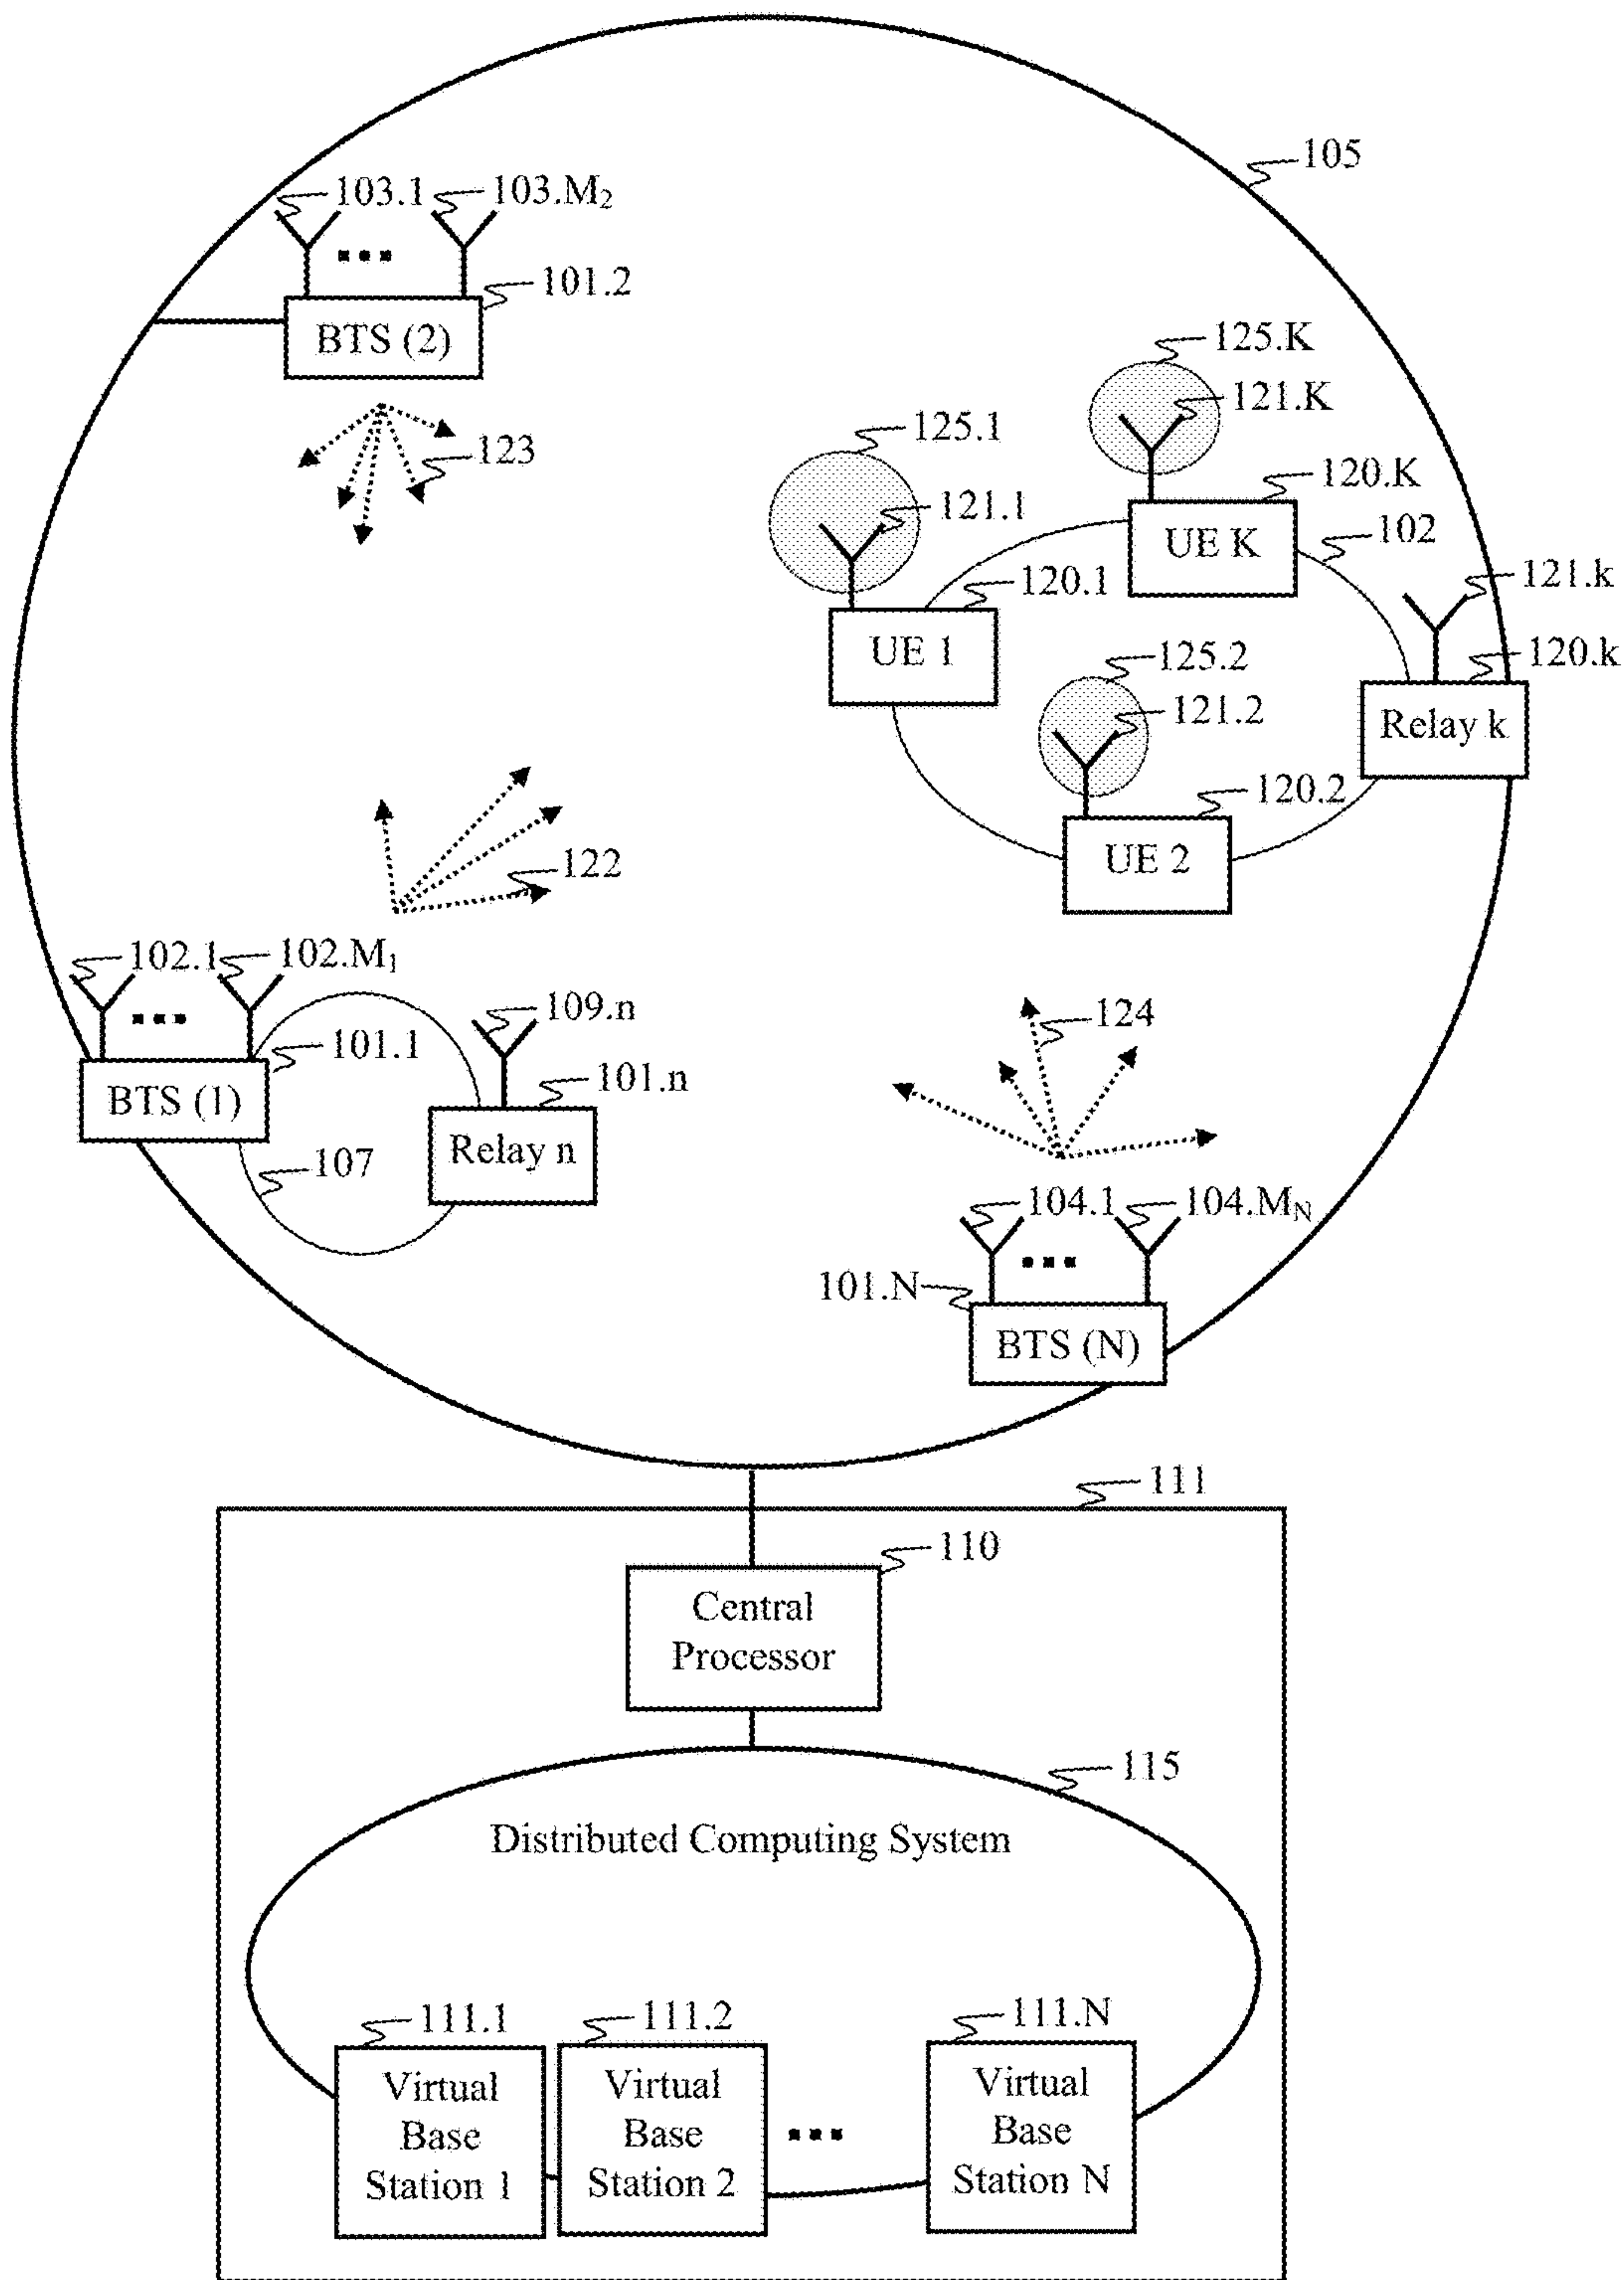 105
103.1
103.M₂
101.2
BTS (2)
123
125.K
121.K
125.1
120.K
121.1
UE K
102
120.1
121.k
UE 1
125.2
120.k
121.2
Relay k
120.2
UE 2
122
102.1
102.M₁
109.n
124
101.1
101.n
BTS (1)
Relay n
107
104.1
104.M_N
101.N
BTS (N)
111
110
Central
Processor
115
Distributed Computing System
111.1
111.2
111.N
Virtual
Base
Station 1
Virtual
Base
Station 2
Virtual
Base
Station N